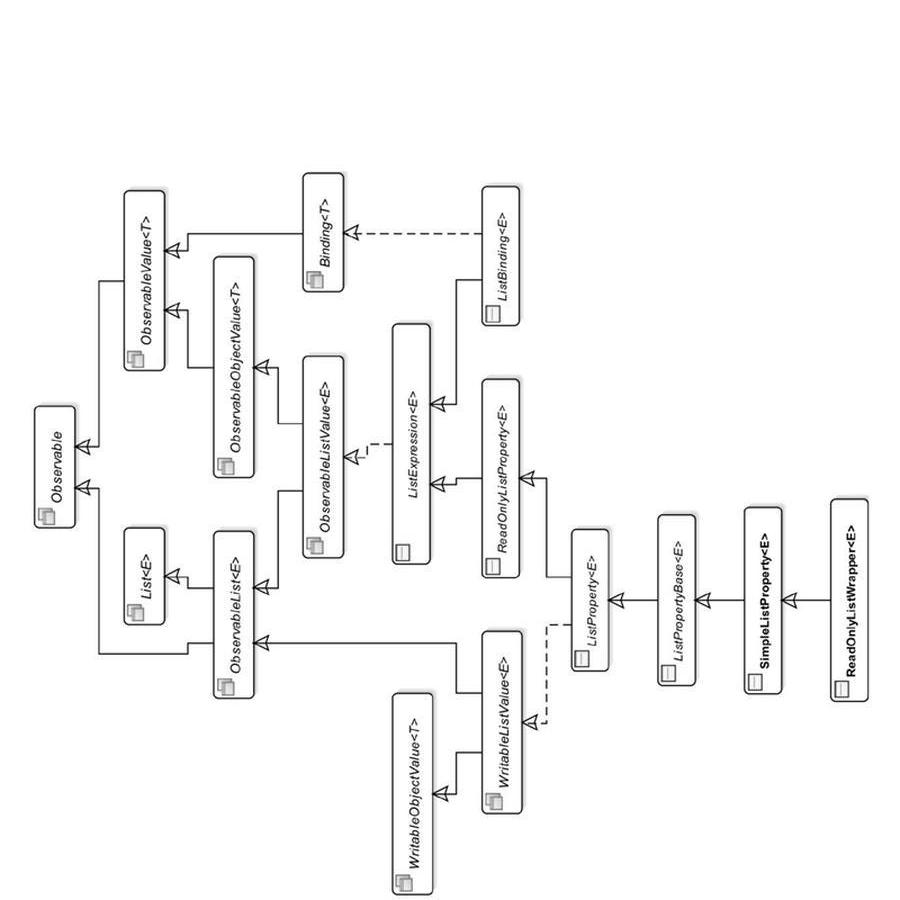 Observable
List<E>
ObservableValue<T>
ObservableList<E>
ObservableObjectValue<T>
ObservableListValue<E>
Binding<T>
WritableObjectValue<T>
ListExpression<E>
WritableListValue<E>
ReadOnlyListProperty<E>
ListBinding<E>
ListProperty<E>
ListPropertyBase<E>
SimpleListProperty<E>
ReadOnlyListWrapper<E>